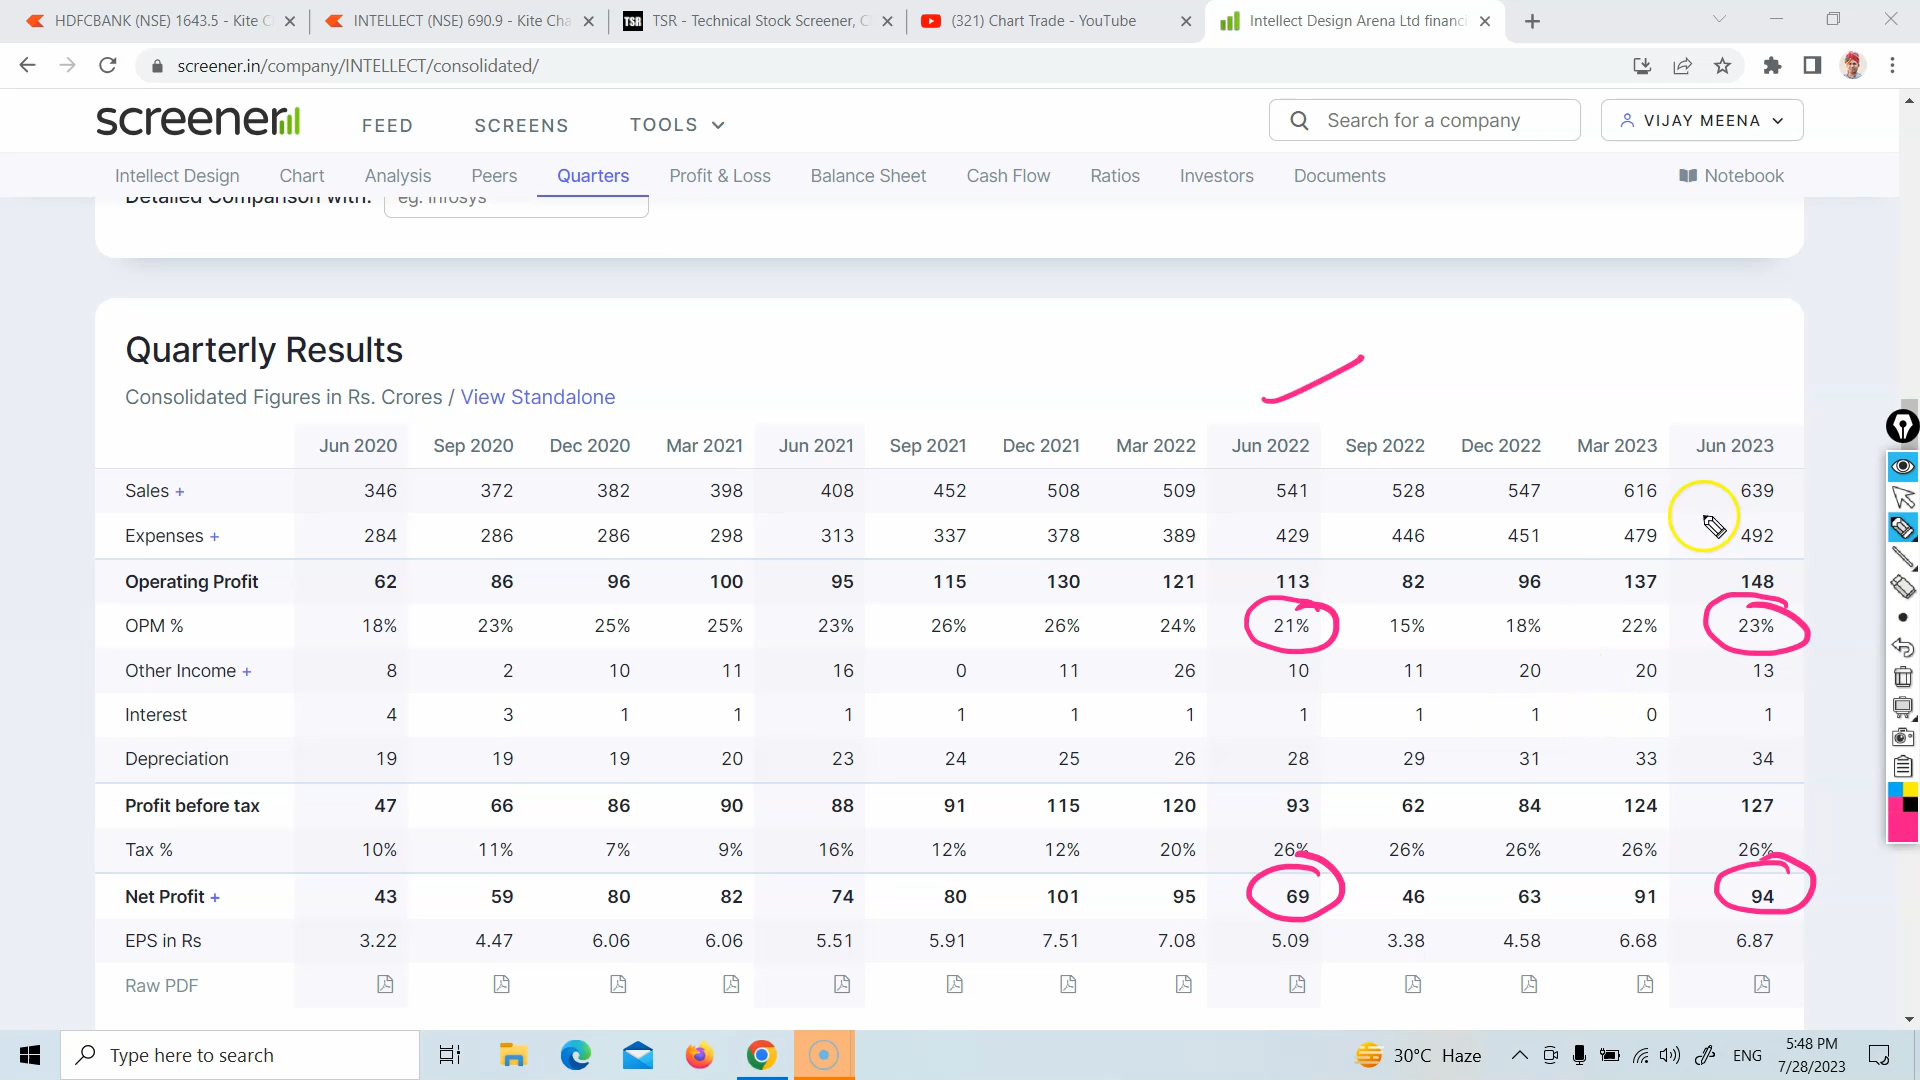 HDFCBANK (NSE) 1643.5 - Kite C
INTELLECT (NSE) 690.9 - Kite Cha
TSR
TSR - Technical Stock Screener, C
(321) Chart Trade - YouTube
Intellect Design Arena Ltd financi
screener.in/company/INTELLECT/consolidated/
screener
FEED
SCREENS
TOOLS
Search for a company
VIJAY MEENA
Intellect Design
Chart
Analysis
Peers
Quarters
Profit & Loss
Balance Sheet
Cash Flow
Ratios
Investors
Documents
Notebook
Detailed Comparison with:
eg. Infosys
Quarterly Results
Consolidated Figures in Rs. Crores / View Standalone
Jun 2020 Sep 2020 Dec 2020 Mar 2021 Jun 2021 Sep 2021 Dec 2021 Mar 2022 Jun 2022 Sep 2022 Dec 2022 Mar 2023 Jun 2023
Sales + 346 372 382 398 408 452 508 509 541 528 547 616 639
Expenses + 284 286 286 298 313 337 378 389 429 446 451 479 492
Operating Profit 62 86 96 100 95 115 130 121 113 82 96 137 148
OPM % 18% 23% 25% 25% 23% 26% 26% 24% 21% 15% 18% 22% 23%
Other Income + 8 2 10 11 16 0 11 26 10 11 20 20 13
Interest 4 3 1 1 1 1 1 1 1 1 1 0 1
Depreciation 19 19 19 20 23 24 25 26 28 29 31 33 34
Profit before tax 47 66 86 90 88 91 115 120 93 62 84 124 127
Tax % 10% 11% 7% 9% 16% 12% 12% 20% 26% 26% 26% 26% 26%
Net Profit + 43 59 80 82 74 80 101 95 69 46 63 91 94
EPS in Rs 3.22 4.47 6.06 6.06 5.51 5.91 7.51 7.08 5.09 3.38 4.58 6.68 6.87
Raw PDF
Type here to search
30°C Haze
ENG
5:48 PM
7/28/2023